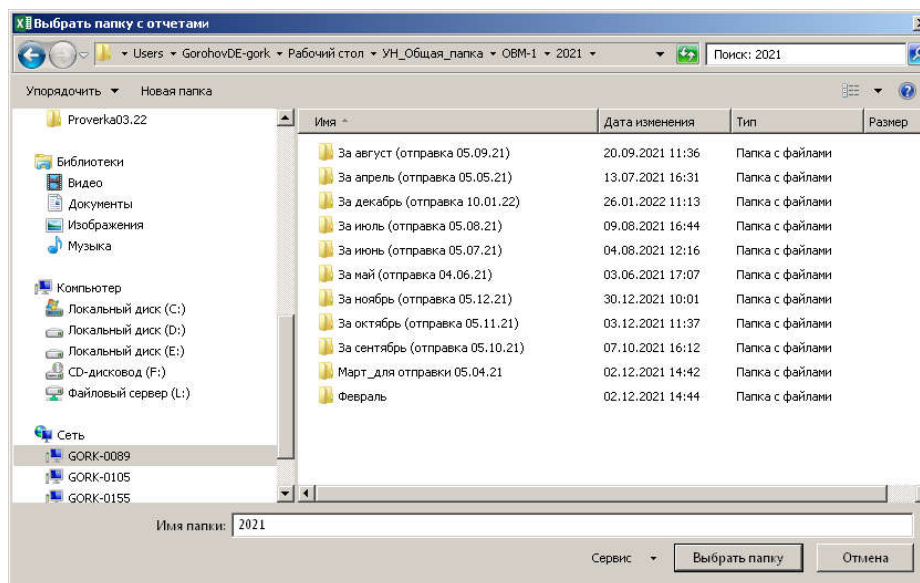 Выбрать папку с отчетами
Users ▾ GorohovDE-gork ▾ Рабочий стол ▾ УН_Общая_папка ▾ ОВМ-1 ▾ 2021 ▾
Поиск: 2021
Упорядочить ▾ Новая папка
Proverka03.22
Библиотеки
Видео
Документы
Изображения
Музыка
Компьютер
Локальный диск (C:)
Локальный диск (D:)
Локальный диск (E:)
CD-дисковод (F:)
Файловый сервер (L:)
Сеть
GORK-0089
GORK-0105
GORK-0155
Имя Дата изменения Тип Размер
За август (отправка 05.09.21) 20.09.2021 11:36 Папка с файлами
За апрель (отправка 05.05.21) 13.07.2021 16:31 Папка с файлами
За декабрь (отправка 10.01.22) 26.01.2022 11:13 Папка с файлами
За июль (отправка 05.08.21) 09.08.2021 16:44 Папка с файлами
За июнь (отправка 05.07.21) 04.08.2021 12:16 Папка с файлами
За май (отправка 04.06.21) 03.06.2021 17:07 Папка с файлами
За ноябрь (отправка 05.12.21) 30.12.2021 10:01 Папка с файлами
За октябрь (отправка 05.11.21) 03.12.2021 11:37 Папка с файлами
За сентябрь (отправка 05.10.21) 07.10.2021 16:12 Папка с файлами
Март_для отправки 05.04.21 02.12.2021 14:42 Папка с файлами
Февраль 02.12.2021 14:44 Папка с файлами
Имя папки: 2021
Сервис ▾ Выбрать папку Отмена